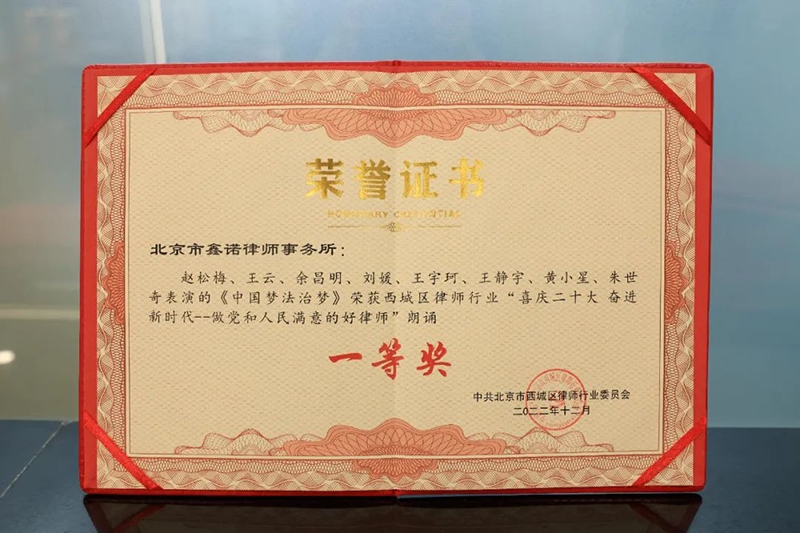 荣誉证书
HONORARY CREDENTIAL
北京市鑫诺律师事务所：
赵松梅、王云、余昌明、刘媛、王宇珂、王静宇、黄小星、朱世
奇表演的《中国梦法治梦》荣获西城区律师行业“喜庆二十大 奋进
新时代--做党和人民满意的好律师”朗诵
一等奖
中共北京市西城区律师行业委员会
二〇二二年十二月